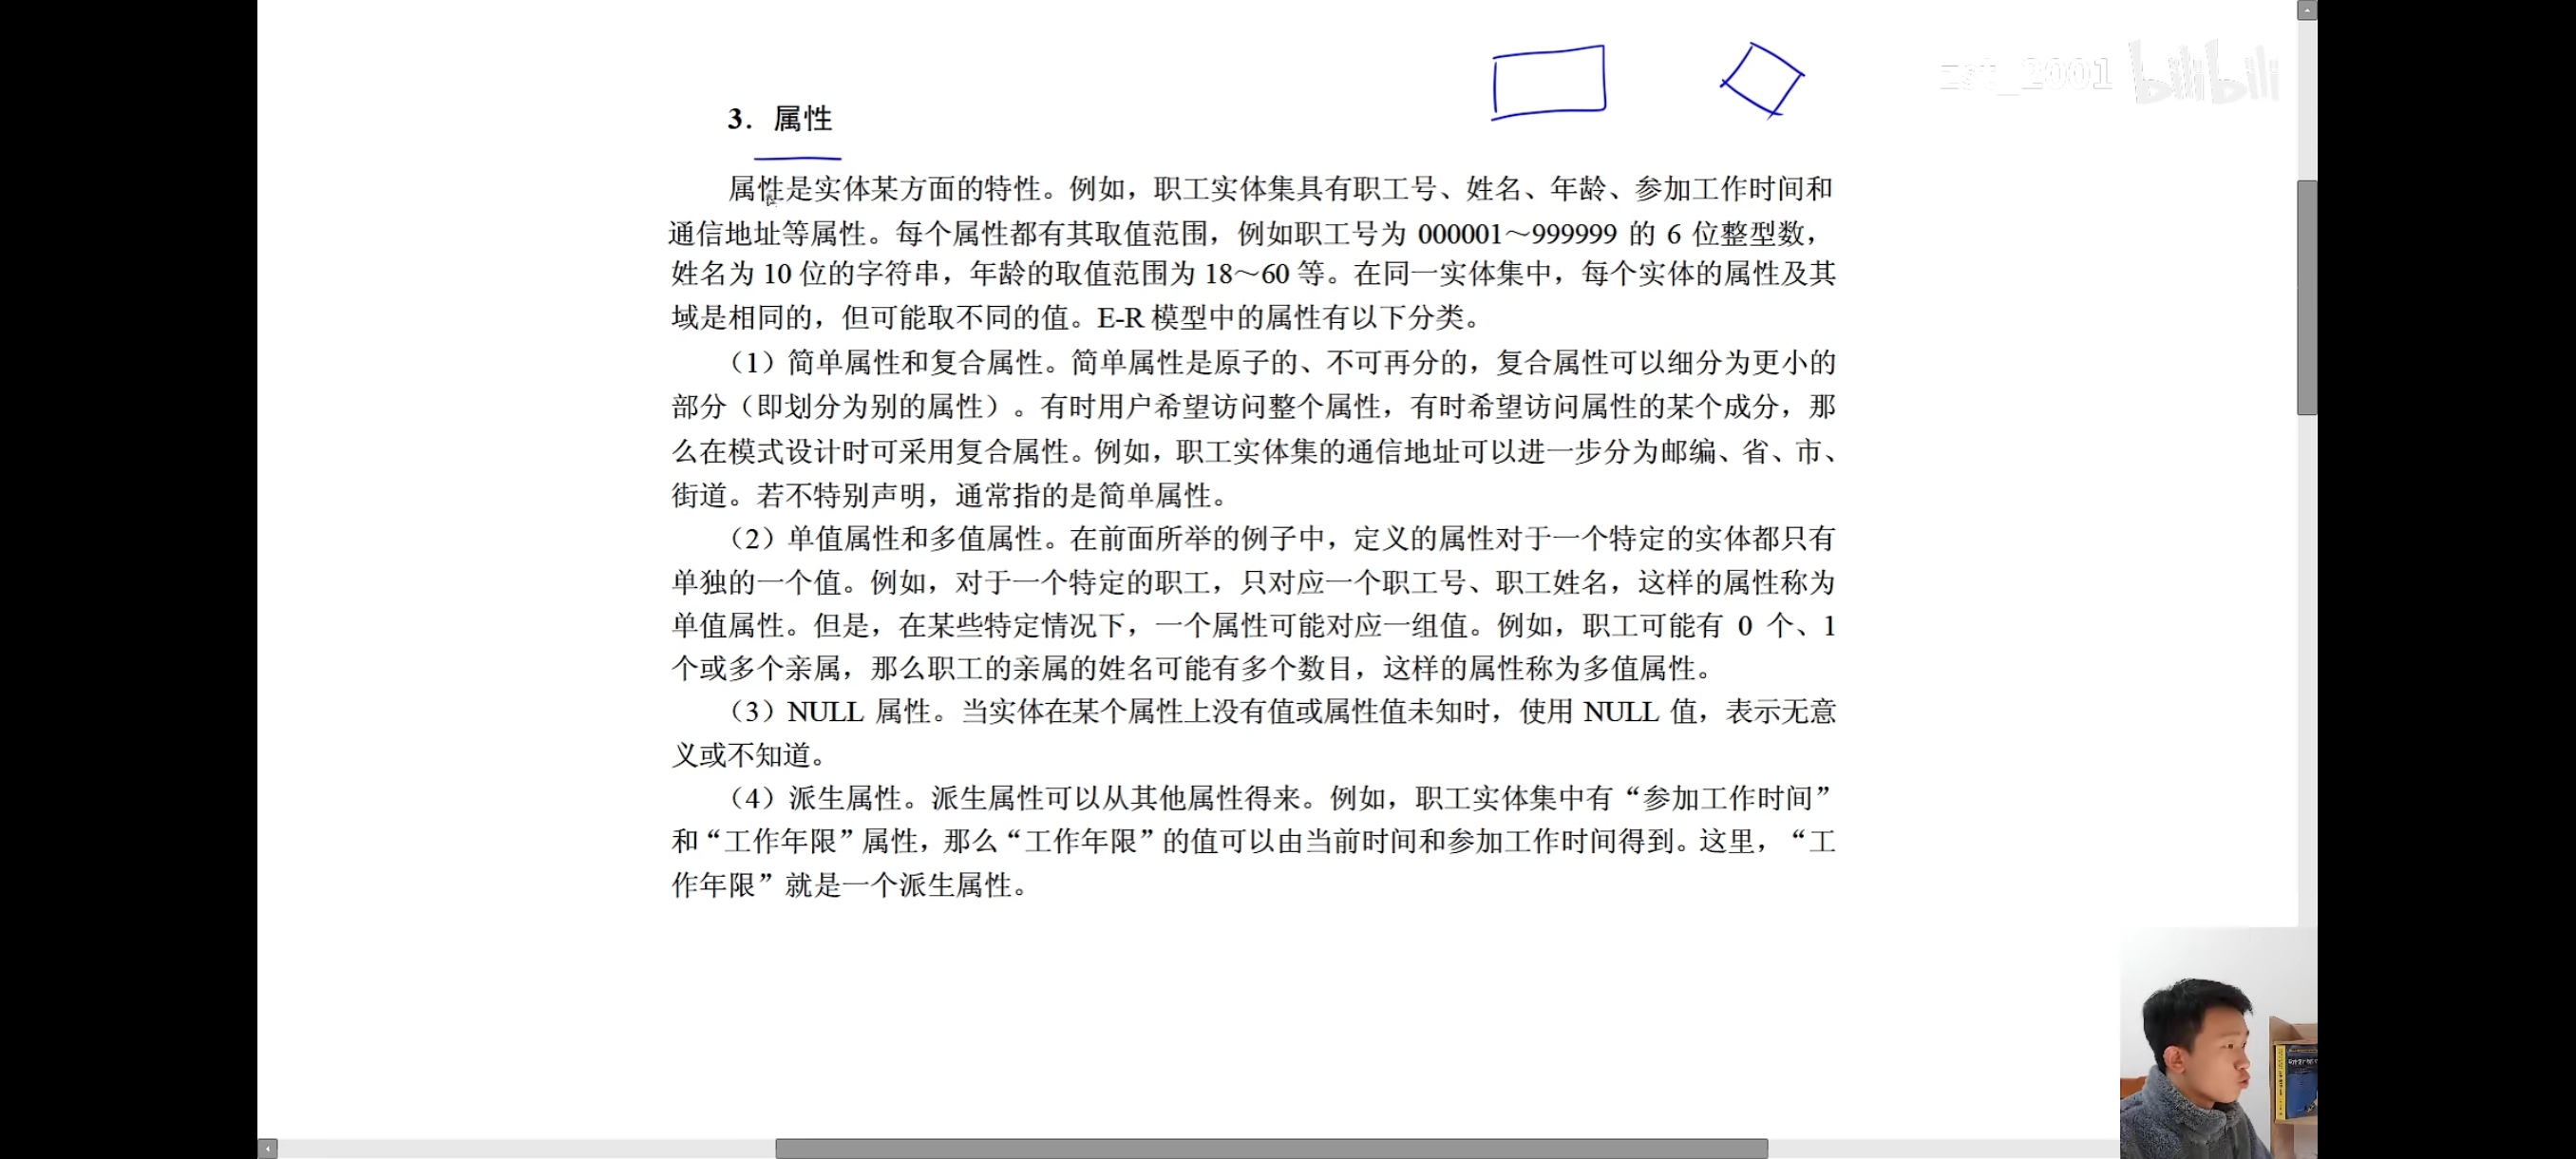 zst_2001 bilibili
3. 属性
属性是实体某方面的特性。例如，职工实体集具有职工号、姓名、年龄、参加工作时间和
通信地址等属性。每个属性都有其取值范围，例如职工号为 000001～999999 的 6 位整型数，
姓名为 10 位的字符串，年龄的取值范围为 18～60 等。在同一实体集中，每个实体的属性及其
域是相同的，但可能取不同的值。E-R 模型中的属性有以下分类。
（1）简单属性和复合属性。简单属性是原子的、不可再分的，复合属性可以细分为更小的
部分（即划分为别的属性）。有时用户希望访问整个属性，有时希望访问属性的某个成分，那
么在模式设计时可采用复合属性。例如，职工实体集的通信地址可以进一步分为邮编、省、市、
街道。若不特别声明，通常指的是简单属性。
（2）单值属性和多值属性。在前面所举的例子中，定义的属性对于一个特定的实体都只有
单独的一个值。例如，对于一个特定的职工，只对应一个职工号、职工姓名，这样的属性称为
单值属性。但是，在某些特定情况下，一个属性可能对应一组值。例如，职工可能有 0 个、1
个或多个亲属，那么职工的亲属的姓名可能有多个数目，这样的属性称为多值属性。
（3）NULL 属性。当实体在某个属性上没有值或属性值未知时，使用 NULL 值，表示无意
义或不知道。
（4）派生属性。派生属性可以从其他属性得来。例如，职工实体集中有“参加工作时间”
和“工作年限”属性，那么“工作年限”的值可以由当前时间和参加工作时间得到。这里，“工
作年限”就是一个派生属性。